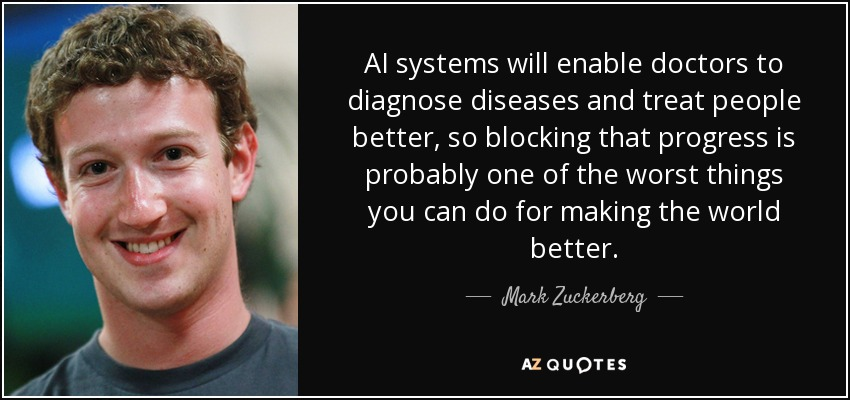 AI systems will enable doctors to
diagnose diseases and treat people
better, so blocking that progress is
probably one of the worst things
you can do for making the world
better.
Mark Zuckerberg
AZ QUOTES